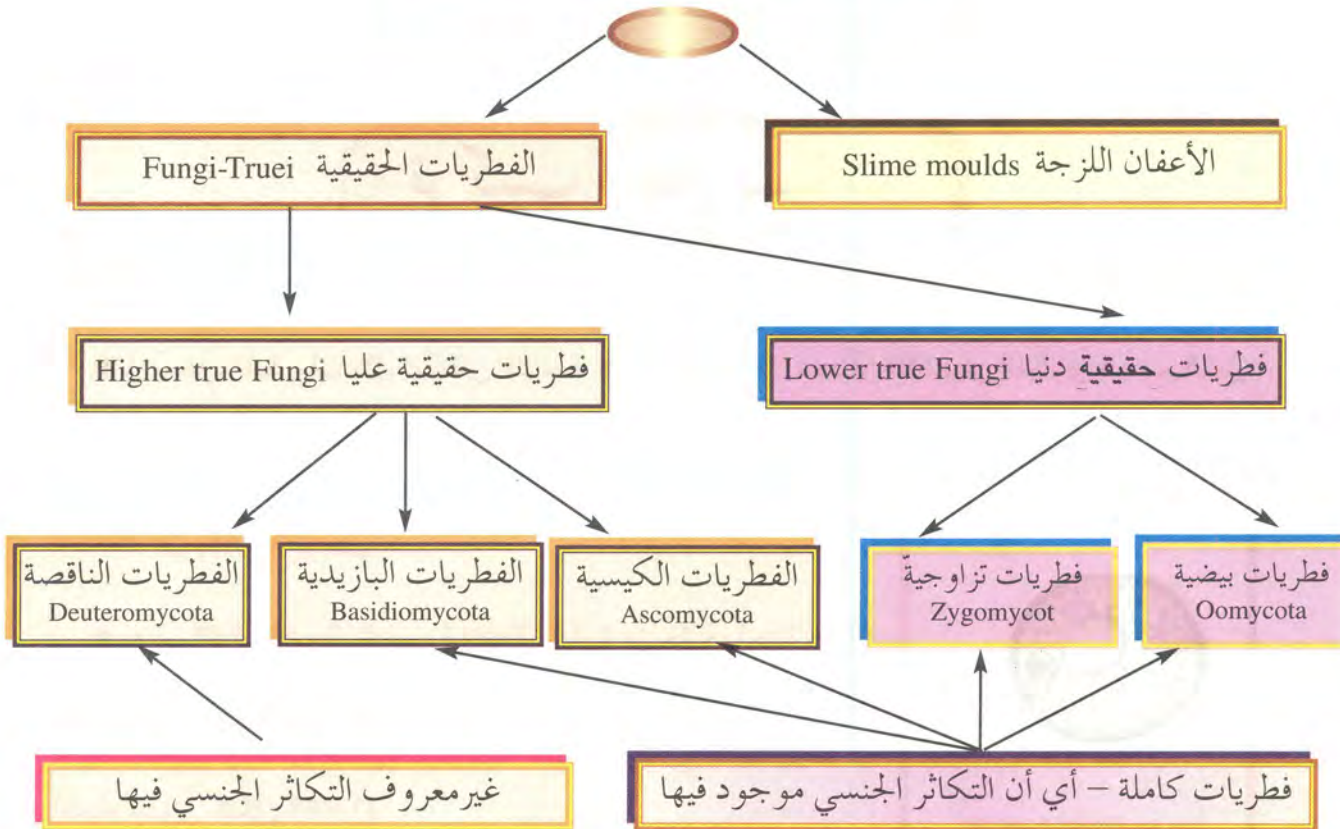 الفطريات الحقيقية Fungi-Truei
الأعفان اللزجة Slime moulds
فطريات حقيقية عليا Higher true Fungi
فطريات حقيقية دنيا Lower true Fungi
الفطريات الناقصة
Deuteromycota
الفطريات البازيدية
Basidiomycota
الفطريات الكيسية
Ascomycota
فطريات تزاوجيةّ
Zygomycot
فطريات بيضية
Oomycota
غيرمعروف التكاثر الجنسي فيها
فطريات كاملة – أي أن التكاثر الجنسي موجود فيها